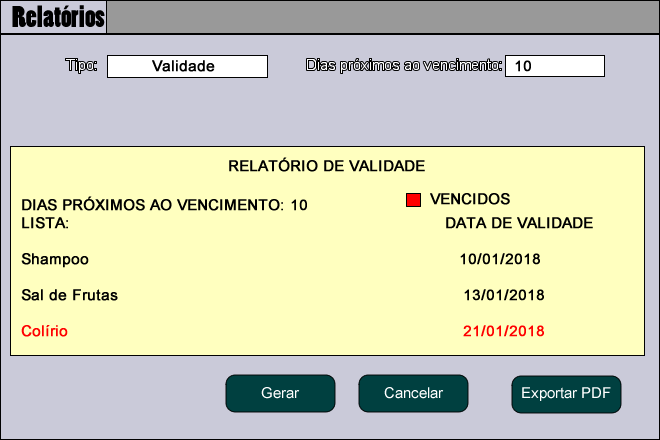 Relatórios
Tipo: Validade Dias próximos ao vencimento: 10
RELATÓRIO DE VALIDADE
VENCIDOS
DIAS PRÓXIMOS AO VENCIMENTO: 10
LISTA: DATA DE VALIDADE
Shampoo 10/01/2018
Sal de Frutas 13/01/2018
Colírio 21/01/2018
Gerar Cancelar Exportar PDF